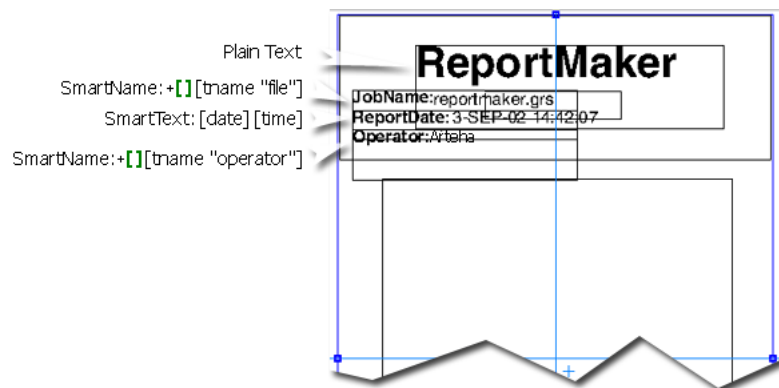 Plain Text
SmartName:+[][tname "file"]
SmartText: [date] [time]
SmartName:+[][tname "operator"]
ReportMaker
JobName:reportmaker.grs
ReportDate: 3-SEP-02 14:42:07
Operator:Arteha